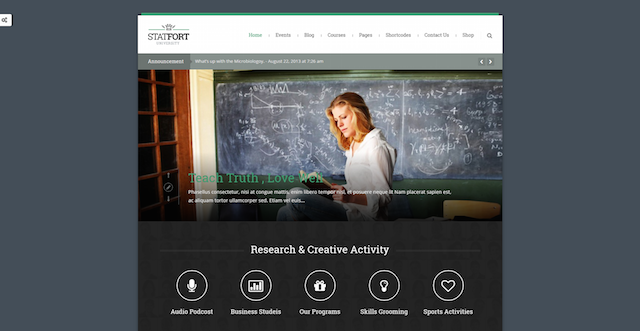 STATFORT
UNIVERSITY
Home Events Blog Courses Pages Shortcodes Contact Us Shop
Announcement What's up with the Microbiologny - August 23, 2013 at 7:26 am
Teach Truth , Love Well
Phasellus consectetur, nisl at congue mattis, enim libero tempor nisl, et posuere neque lit Nam placerat sapien est,
ac aliquam tortor ullamcorper sed. Etiam vel euis...
Research & Creative Activity
Audio Podcost Business Studeis Our Programs Skills Grooming Sports Activities